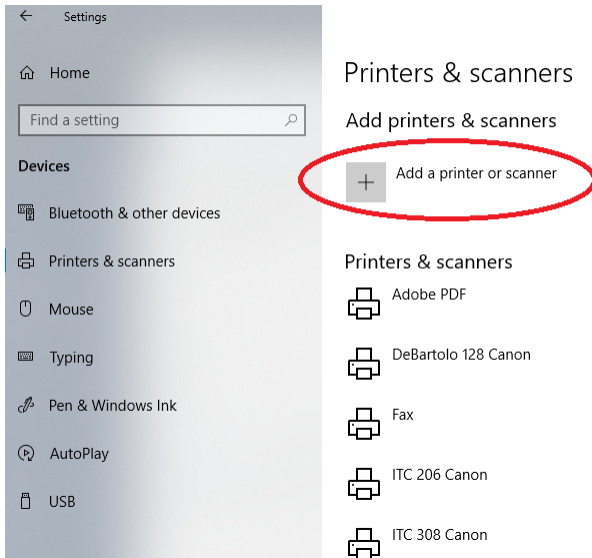 Settings
Home
Find a setting
Devices
Bluetooth & other devices
Printers & scanners
Mouse
Typing
Pen & Windows Ink
AutoPlay
USB
Printers & scanners
Add printers & scanners
Add a printer or scanner
Printers & scanners
Adobe PDF
DeBartolo 128 Canon
Fax
ITC 206 Canon
ITC 308 Canon